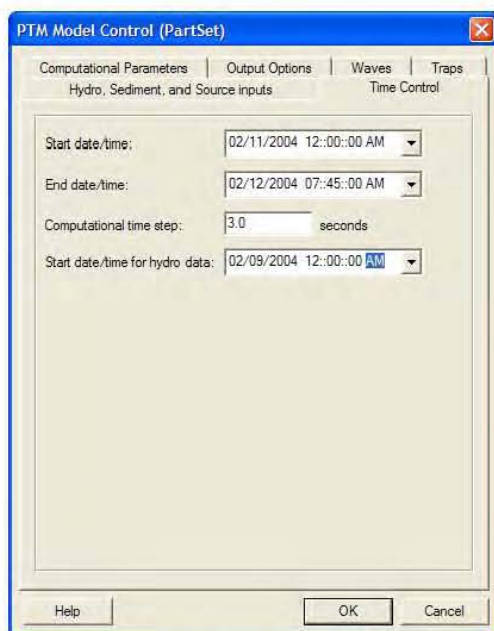 PTM Model Control (PartSet)
Computational Parameters Output Options Waves Traps
Hydro, Sediment, and Source inputs Time Control
Start date/time: 02/11/2004 12::00::00 AM
End date/time: 02/12/2004 07::45::00 AM
Computational time step: 3.0 seconds
Start date/time for hydro data: 02/09/2004 12::00::00 AM
Help OK Cancel